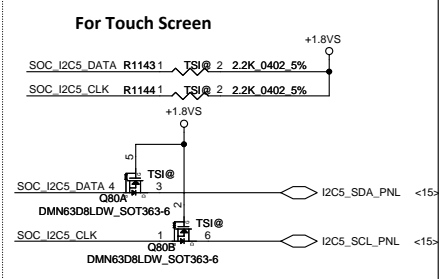 For Touch Screen
+1.8VS
SOC_I2C5_DATA R1143 1 TSI@ 2 2.2K_0402_5%
SOC_I2C5_CLK R1144 1 TSI@ 2 2.2K_0402_5%
+1.8VS
5
TSI@
SOC_I2C5_DATA 4 3 I2C5_SDA_PNL <15>
Q80A
DMN63D8LDW_SOT363-6
2
TSI@
SOC_I2C5_CLK 1 6 I2C5_SCL_PNL <15>
Q80B
DMN63D8LDW_SOT363-6